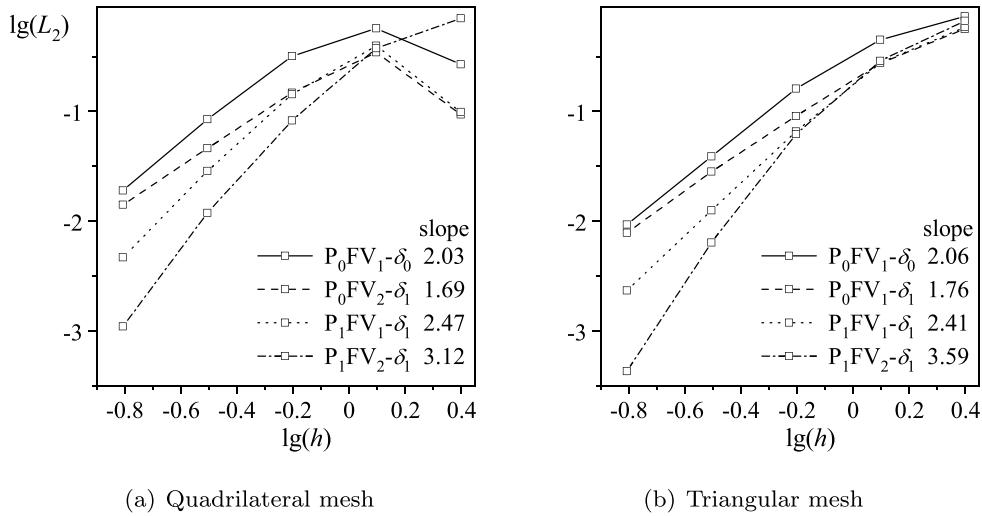 lg(L₂)
-1
-2
-3
slope
P₀FV₁-δ₀ 2.03
P₀FV₂-δ₁ 1.69
P₁FV₁-δ₁ 2.47
P₁FV₂-δ₁ 3.12
-0.8 -0.6 -0.4 -0.2 0 0.2 0.4
lg(h)
(a) Quadrilateral mesh
-1
-2
-3
slope
P₀FV₁-δ₀ 2.06
P₀FV₁-δ₁ 1.76
P₁FV₁-δ₁ 2.41
P₁FV₂-δ₁ 3.59
-0.8 -0.6 -0.4 -0.2 0 0.2 0.4
lg(h)
(b) Triangular mesh